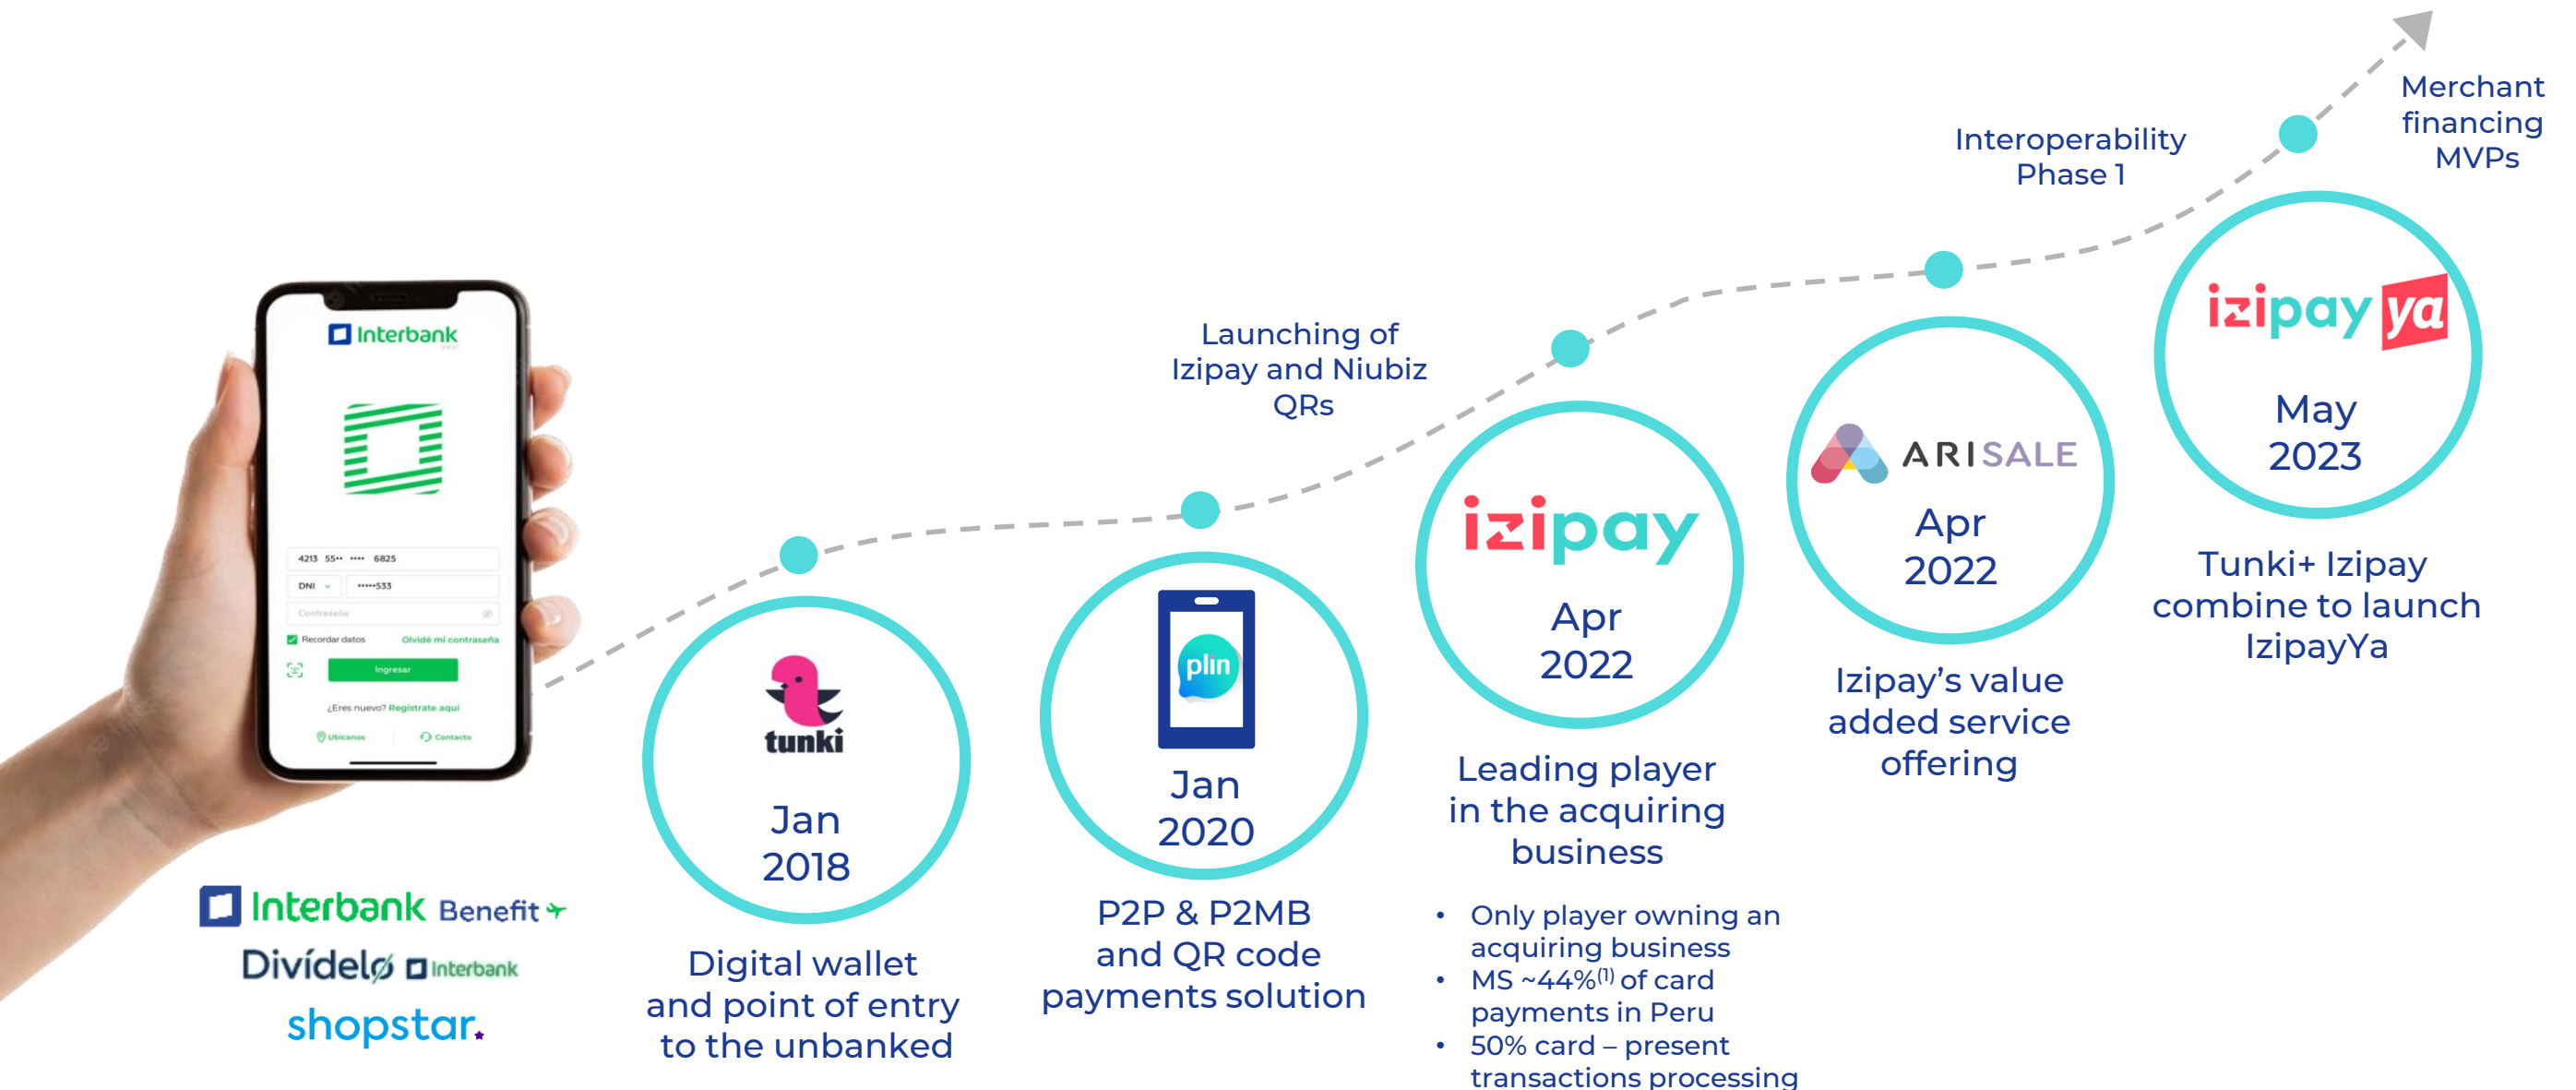 Interbank
4213 55•• •••• 6825
DNI
•••••533
Contraseña
Recordar datos
Olvidé mi contraseña
Ingresar
¿Eres nuevo? Regístrate aquí
Ubícanos
Contacto
Interbank Benefit
Divídelo Interbank
shopstar
tunki
Jan
2018
Digital wallet
and point of entry
to the unbanked
plin
Jan
2020
P2P & P2MB
and QR code
payments solution
Launching of
Izipay and Niubiz
QRs
izipay
Apr
2022
Leading player
in the acquiring
business
• Only player owning an
acquiring business
• MS ~44%(1) of card
payments in Peru
• 50% card – present
transactions processing
ARISALE
Apr
2022
Izipay’s value
added service
offering
Interoperability
Phase 1
izipay ya
May
2023
Tunki+ Izipay
combine to launch
IzipayYa
Merchant
financing
MVPs